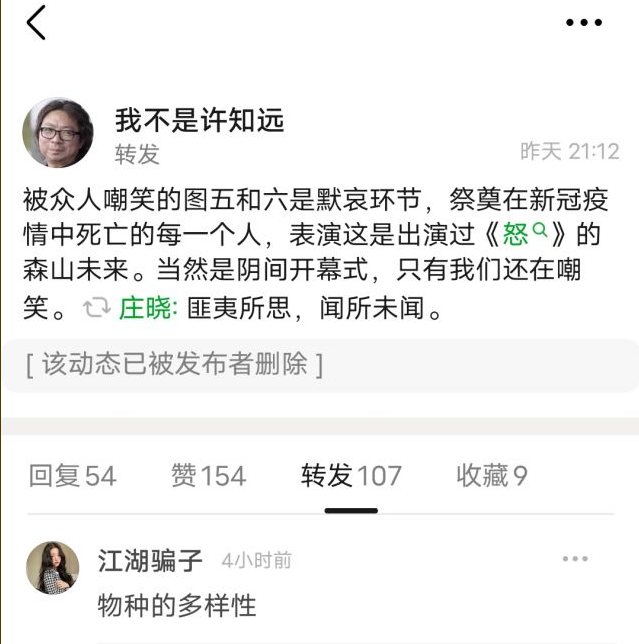 我不是许知远
转发
昨天 21:12
被众人嘲笑的图五和六是默哀环节，祭奠在新冠疫
情中死亡的每一个人，表演这是出演过《怒》的
森山未来。当然是阴间开幕式，只有我们还在嘲
笑。 庄晓: 匪夷所思，闻所未闻。
[ 该动态已被发布者删除 ]
回复 54 赞 154 转发 107 收藏 9
江湖骗子 4小时前
物种的多样性